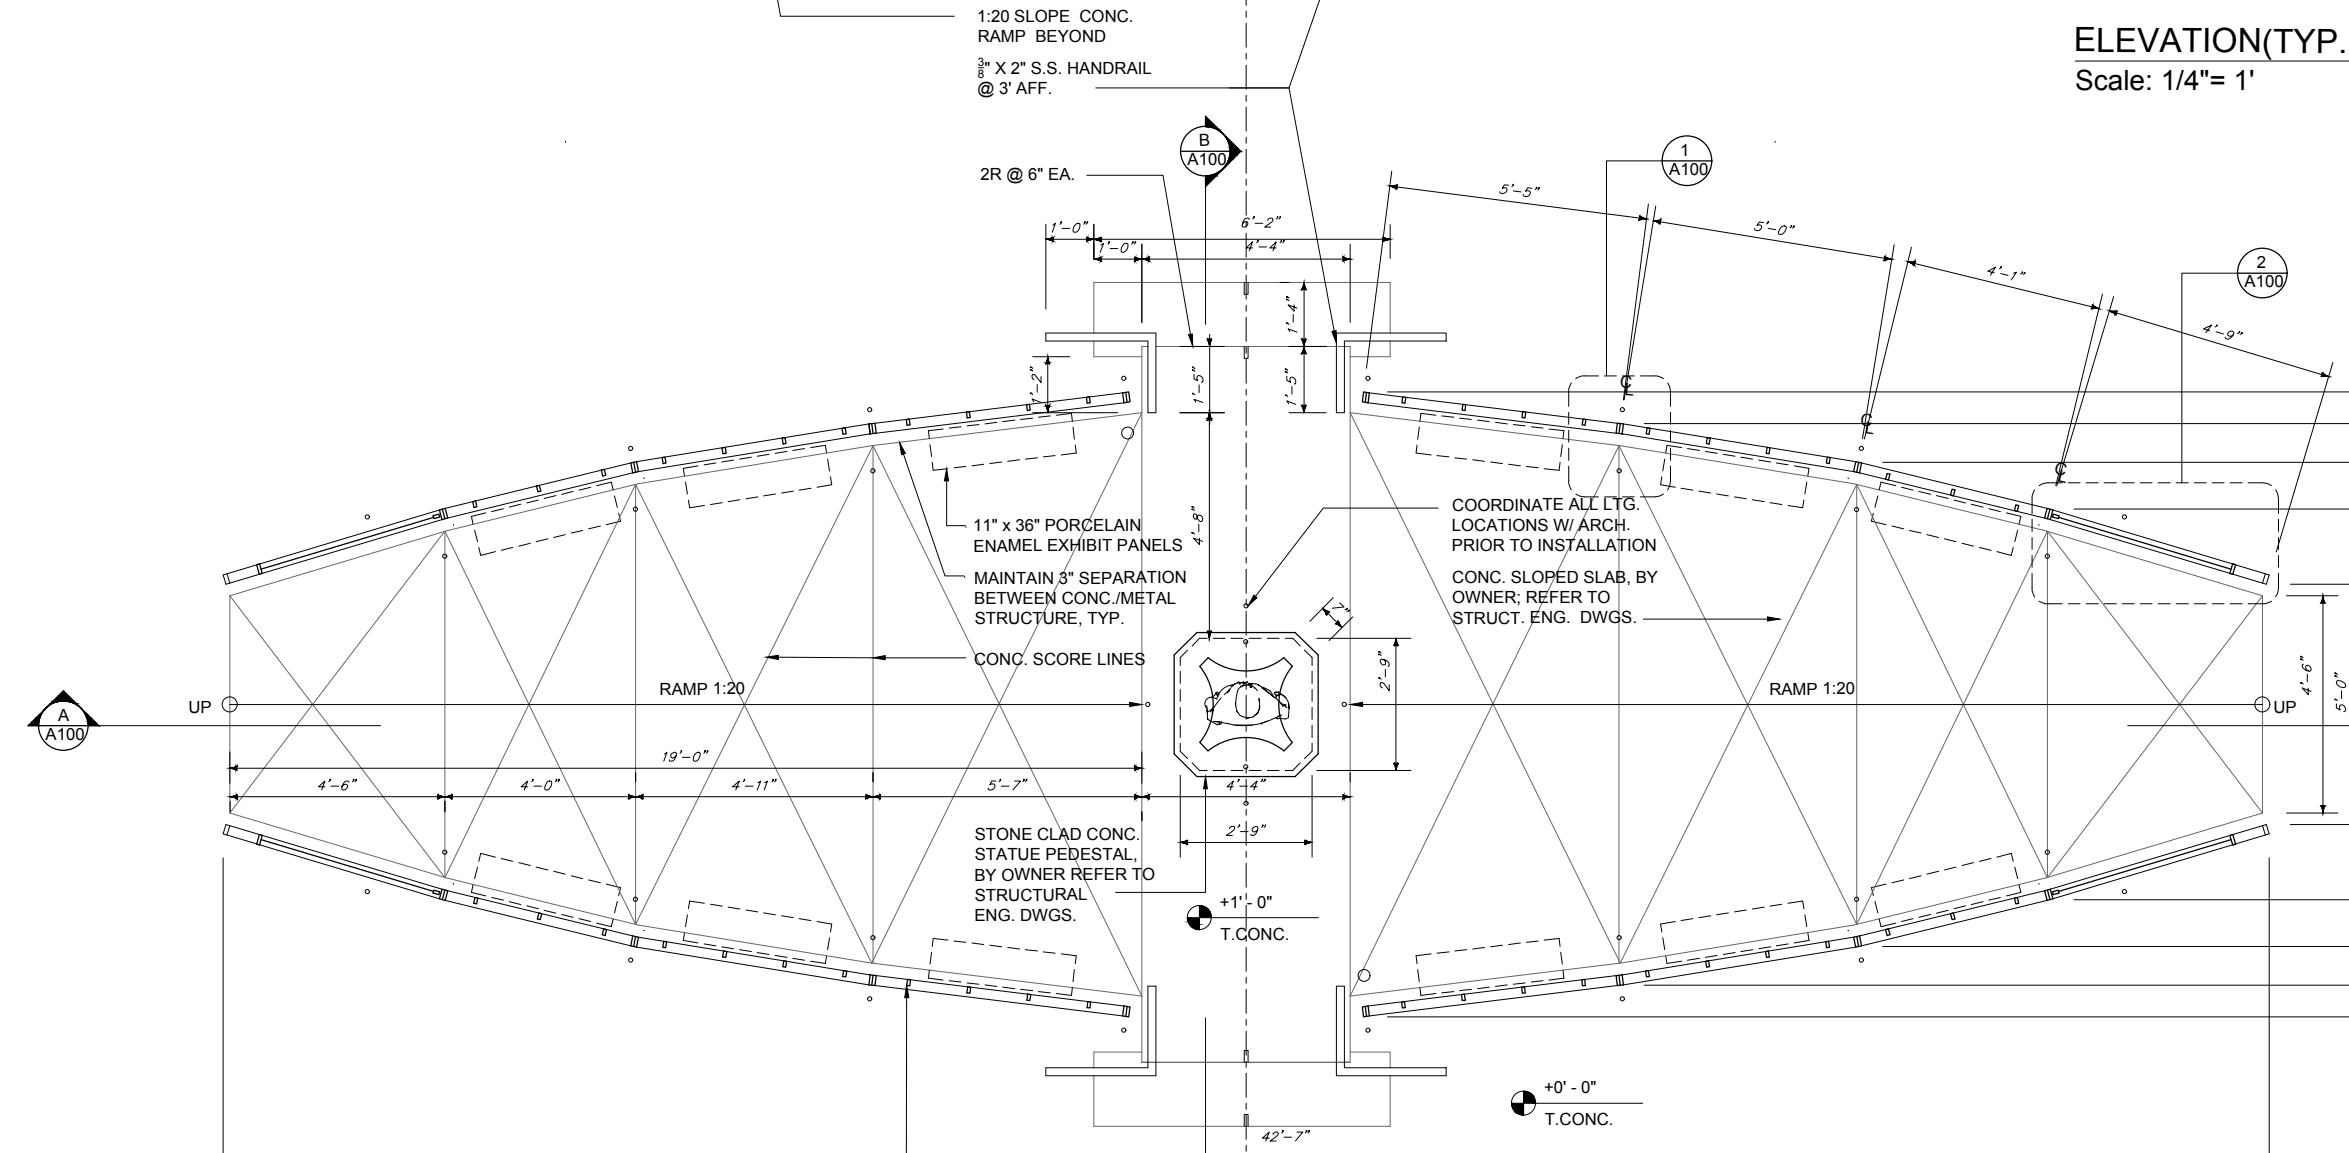 1:20 SLOPE CONC.
RAMP BEYOND
3/8" X 2" S.S. HANDRAIL
@ 3' AFF.
ELEVATION(TYP.
Scale: 1/4"= 1'
B
A100
1
A100
2R @ 6" EA.
5'-5"
5'-0"
4'-1"
4'-9"
2
A100
1'-0"
6'-2"
1'-0"
4'-4"
1'-4"
1'-2"
1'-5"
1'-5"
CL
CL
CL
4'-8"
11" x 36" PORCELAIN
ENAMEL EXHIBIT PANELS
MAINTAIN 3" SEPARATION
BETWEEN CONC./METAL
STRUCTURE, TYP.
CONC. SCORE LINES
COORDINATE ALL LTG.
LOCATIONS W/ ARCH.
PRIOR TO INSTALLATION
CONC. SLOPED SLAB, BY
OWNER; REFER TO
STRUCT. ENG. DWGS.
7"
2'-9"
4'-6"
5'-0"
UP
RAMP 1:20
RAMP 1:20
UP
A
A100
19'-0"
4'-6"
4'-0"
4'-11"
5'-7"
4'-4"
2'-9"
STONE CLAD CONC.
STATUE PEDESTAL,
BY OWNER REFER TO
STRUCTURAL
ENG. DWGS.
+1' - 0"
T.CONC.
+0' - 0"
T.CONC.
42'-7"